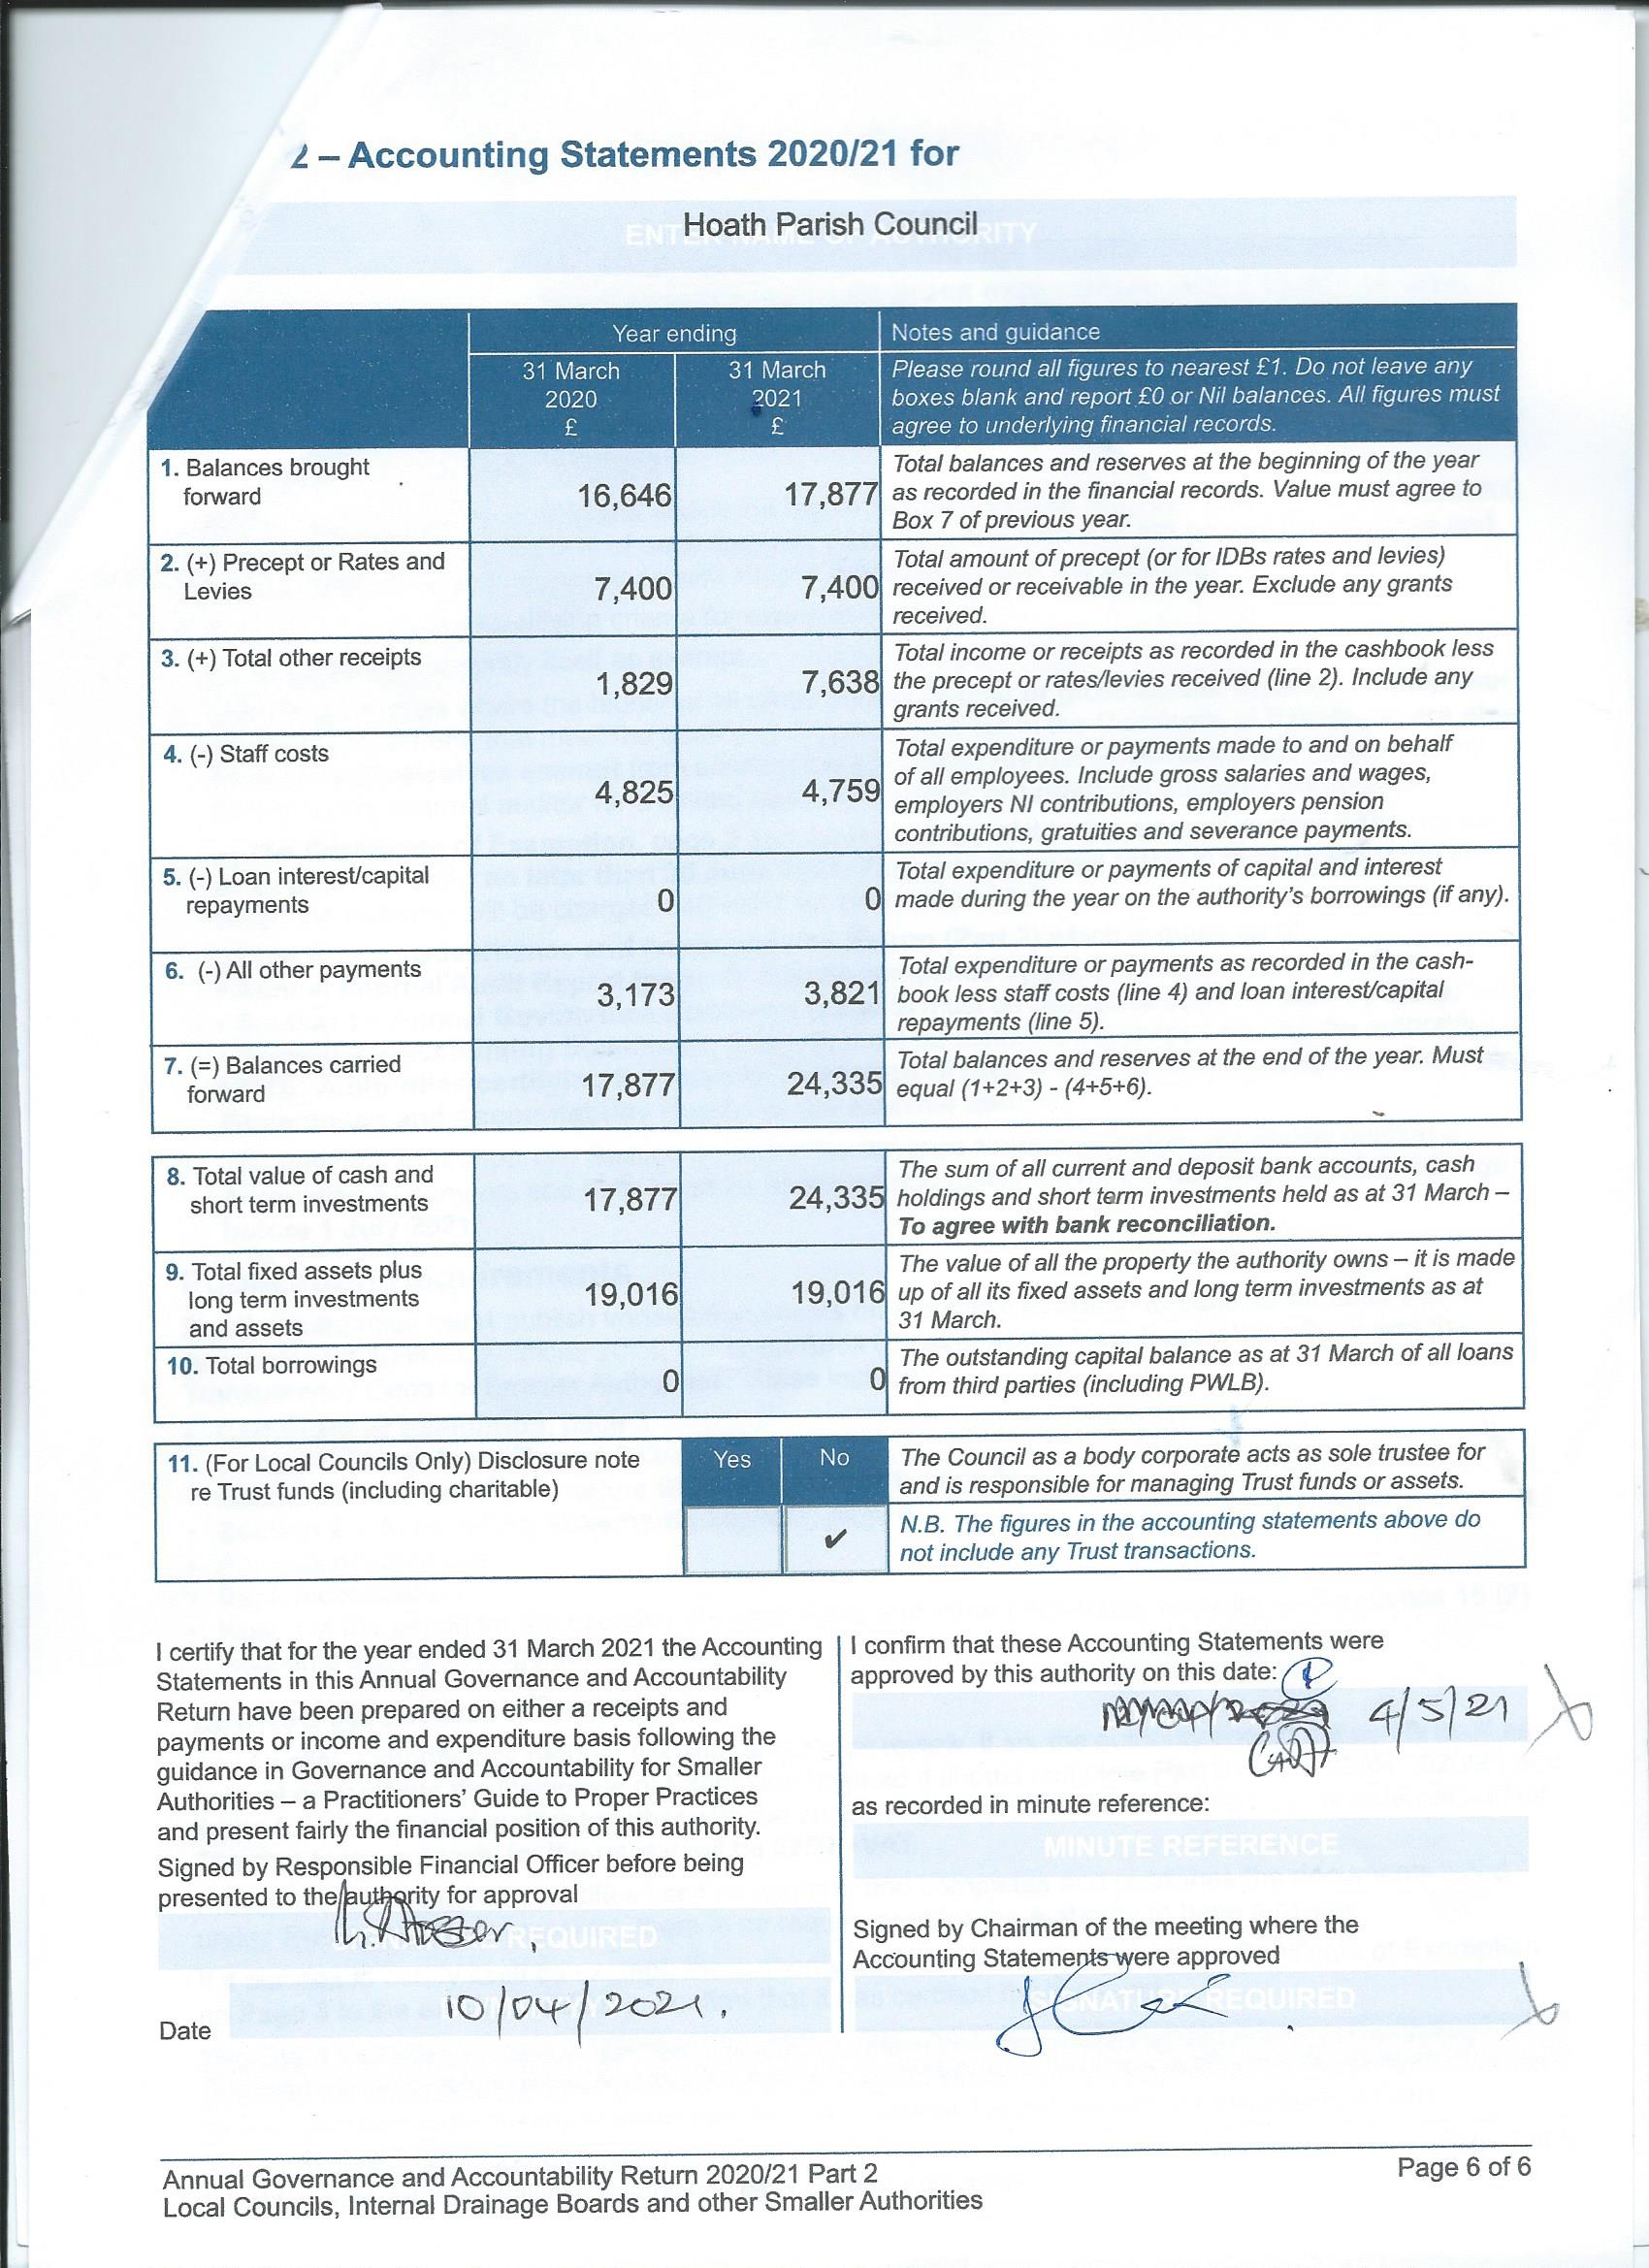 2 – Accounting Statements 2020/21 for
ENTER NAME OF AUTHORITY
Hoath Parish Council
Year ending
Notes and guidance
31 March
2020
£
31 March
2021
£
Please round all figures to nearest £1. Do not leave any
boxes blank and report £0 or Nil balances. All figures must
agree to underlying financial records.
1. Balances brought
forward
16,646
17,877
Total balances and reserves at the beginning of the year
as recorded in the financial records. Value must agree to
Box 7 of previous year.
2. (+) Precept or Rates and
Levies
7,400
7,400
Total amount of precept (or for IDBs rates and levies)
received or receivable in the year. Exclude any grants
received.
3. (+) Total other receipts
1,829
7,638
Total income or receipts as recorded in the cashbook less
the precept or rates/levies received (line 2). Include any
grants received.
4. (-) Staff costs
4,825
4,759
Total expenditure or payments made to and on behalf
of all employees. Include gross salaries and wages,
employers NI contributions, employers pension
contributions, gratuities and severance payments.
5. (-) Loan interest/capital
repayments
0
0
Total expenditure or payments of capital and interest
made during the year on the authority's borrowings (if any).
6. (-) All other payments
3,173
3,821
Total expenditure or payments as recorded in the cash-
book less staff costs (line 4) and loan interest/capital
repayments (line 5).
7. (=) Balances carried
forward
17,877
24,335
Total balances and reserves at the end of the year. Must
equal (1+2+3) - (4+5+6).
8. Total value of cash and
short term investments
17,877
24,335
The sum of all current and deposit bank accounts, cash
holdings and short term investments held as at 31 March –
To agree with bank reconciliation.
9. Total fixed assets plus
long term investments
and assets
19,016
19,016
The value of all the property the authority owns – it is made
up of all its fixed assets and long term investments as at
31 March.
10. Total borrowings
0
0
The outstanding capital balance as at 31 March of all loans
from third parties (including PWLB).
11. (For Local Councils Only) Disclosure note
re Trust funds (including charitable)
Yes
No
✔
The Council as a body corporate acts as sole trustee for
and is responsible for managing Trust funds or assets.
N.B. The figures in the accounting statements above do
not include any Trust transactions.
I certify that for the year ended 31 March 2021 the Accounting
Statements in this Annual Governance and Accountability
Return have been prepared on either a receipts and
payments or income and expenditure basis following the
guidance in Governance and Accountability for Smaller
Authorities – a Practitioners' Guide to Proper Practices
and present fairly the financial position of this authority.
Signed by Responsible Financial Officer before being
presented to the authority for approval
SIGNATURE REQUIRED
Date
10/04/2021.
I confirm that these Accounting Statements were
approved by this authority on this date:
4/5/21
as recorded in minute reference:
MINUTE REFERENCE
Signed by Chairman of the meeting where the
Accounting Statements were approved
SIGNATURE REQUIRED
Annual Governance and Accountability Return 2020/21 Part 2
Local Councils, Internal Drainage Boards and other Smaller Authorities
Page 6 of 6